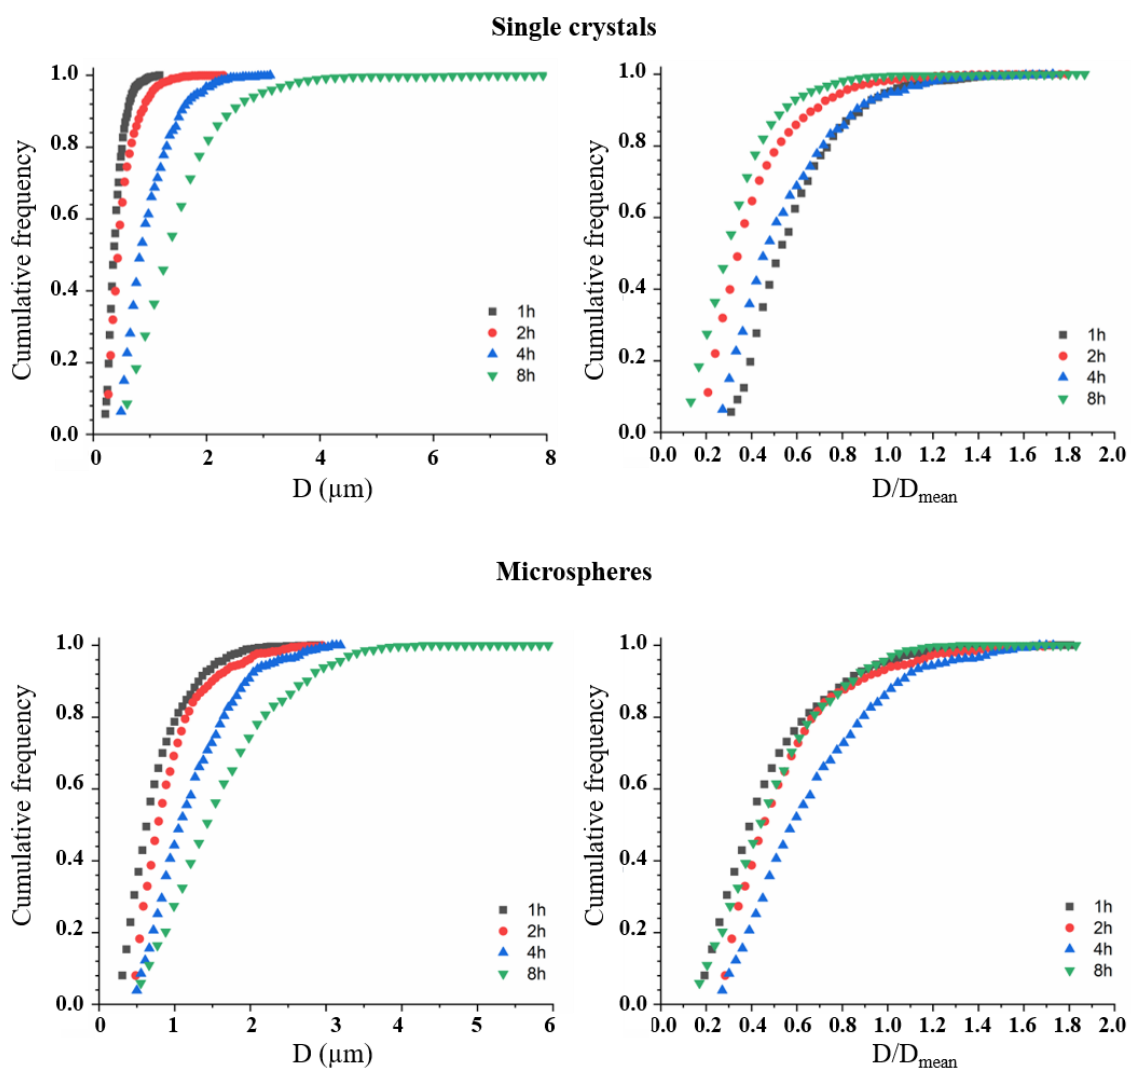 Single crystals
Cumulative frequency
1.0
0.8
0.6
0.4
0.2
0.0
0
2
4
6
8
D (µm)
1h
2h
4h
8h
Cumulative frequency
1.0
0.8
0.6
0.4
0.2
0.0
0.0
0.2
0.4
0.6
0.8
1.0
1.2
1.4
1.6
1.8
2.0
D/Dmean
1h
2h
4h
8h
Microspheres
Cumulative frequency
1.0
0.8
0.6
0.4
0.2
0.0
0
1
2
3
4
5
6
D (µm)
1h
2h
4h
8h
Cumulative frequency
1.0
0.8
0.6
0.4
0.2
0.0
0.0
0.2
0.4
0.6
0.8
1.0
1.2
1.4
1.6
1.8
2.0
D/Dmean
1h
2h
4h
8h